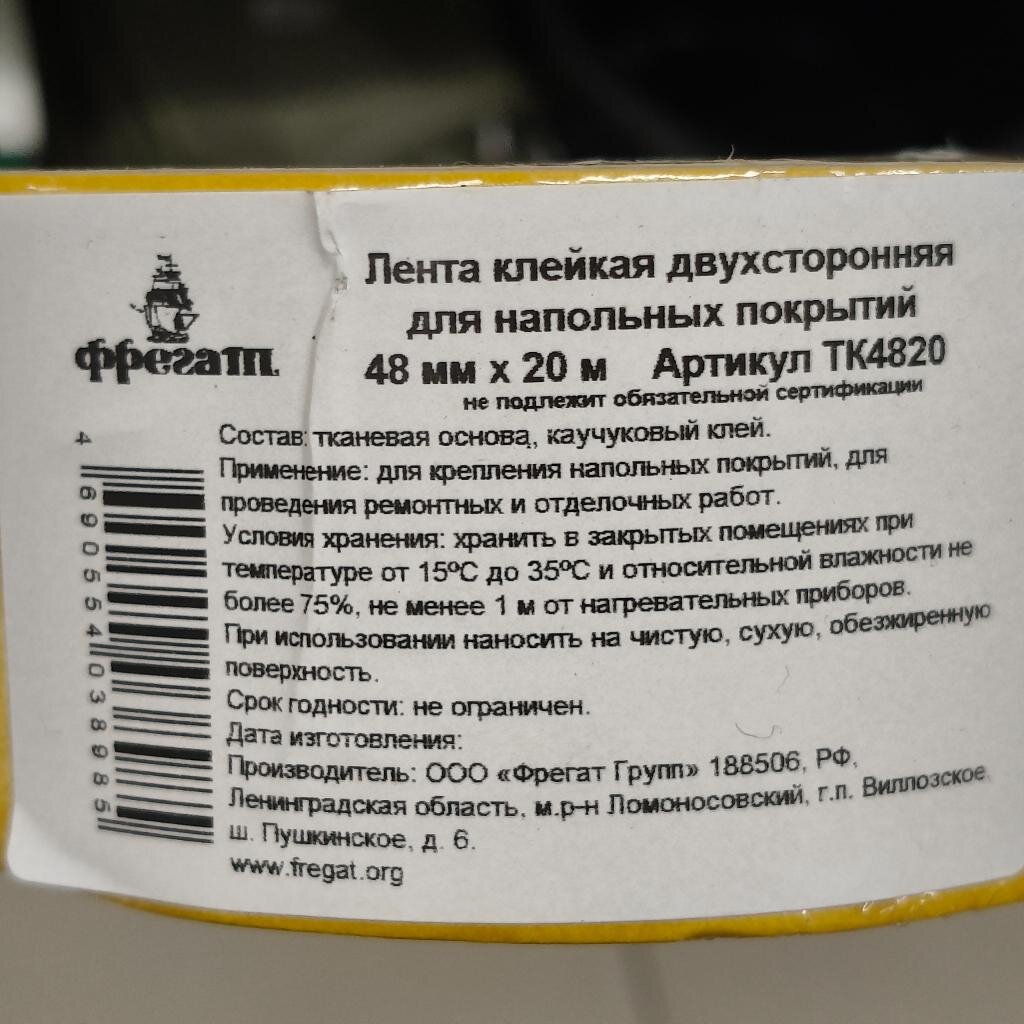 Фрегат
Лента клейкая двухсторонняя
для напольных покрытий
48 мм х 20 м Артикул ТК4820
не подлежит обязательной сертификации
Состав: тканевая основа, каучуковый клей.
Применение: для крепления напольных покрытий, для
проведения ремонтных и отделочных работ.
Условия хранения: хранить в закрытых помещениях при
температуре от 15ºС до 35ºС и относительной влажности не
более 75%, не менее 1 м от нагревательных приборов.
При использовании наносить на чистую, сухую, обезжиренную
поверхность.
Срок годности: не ограничен.
Дата изготовления:
Производитель: ООО «Фрегат Групп» 188506, РФ,
Ленинградская область, м.р-н Ломоносовский, г.п. Виллозское,
ш. Пушкинское, д. 6.
www.fregat.org
4 690554 038985